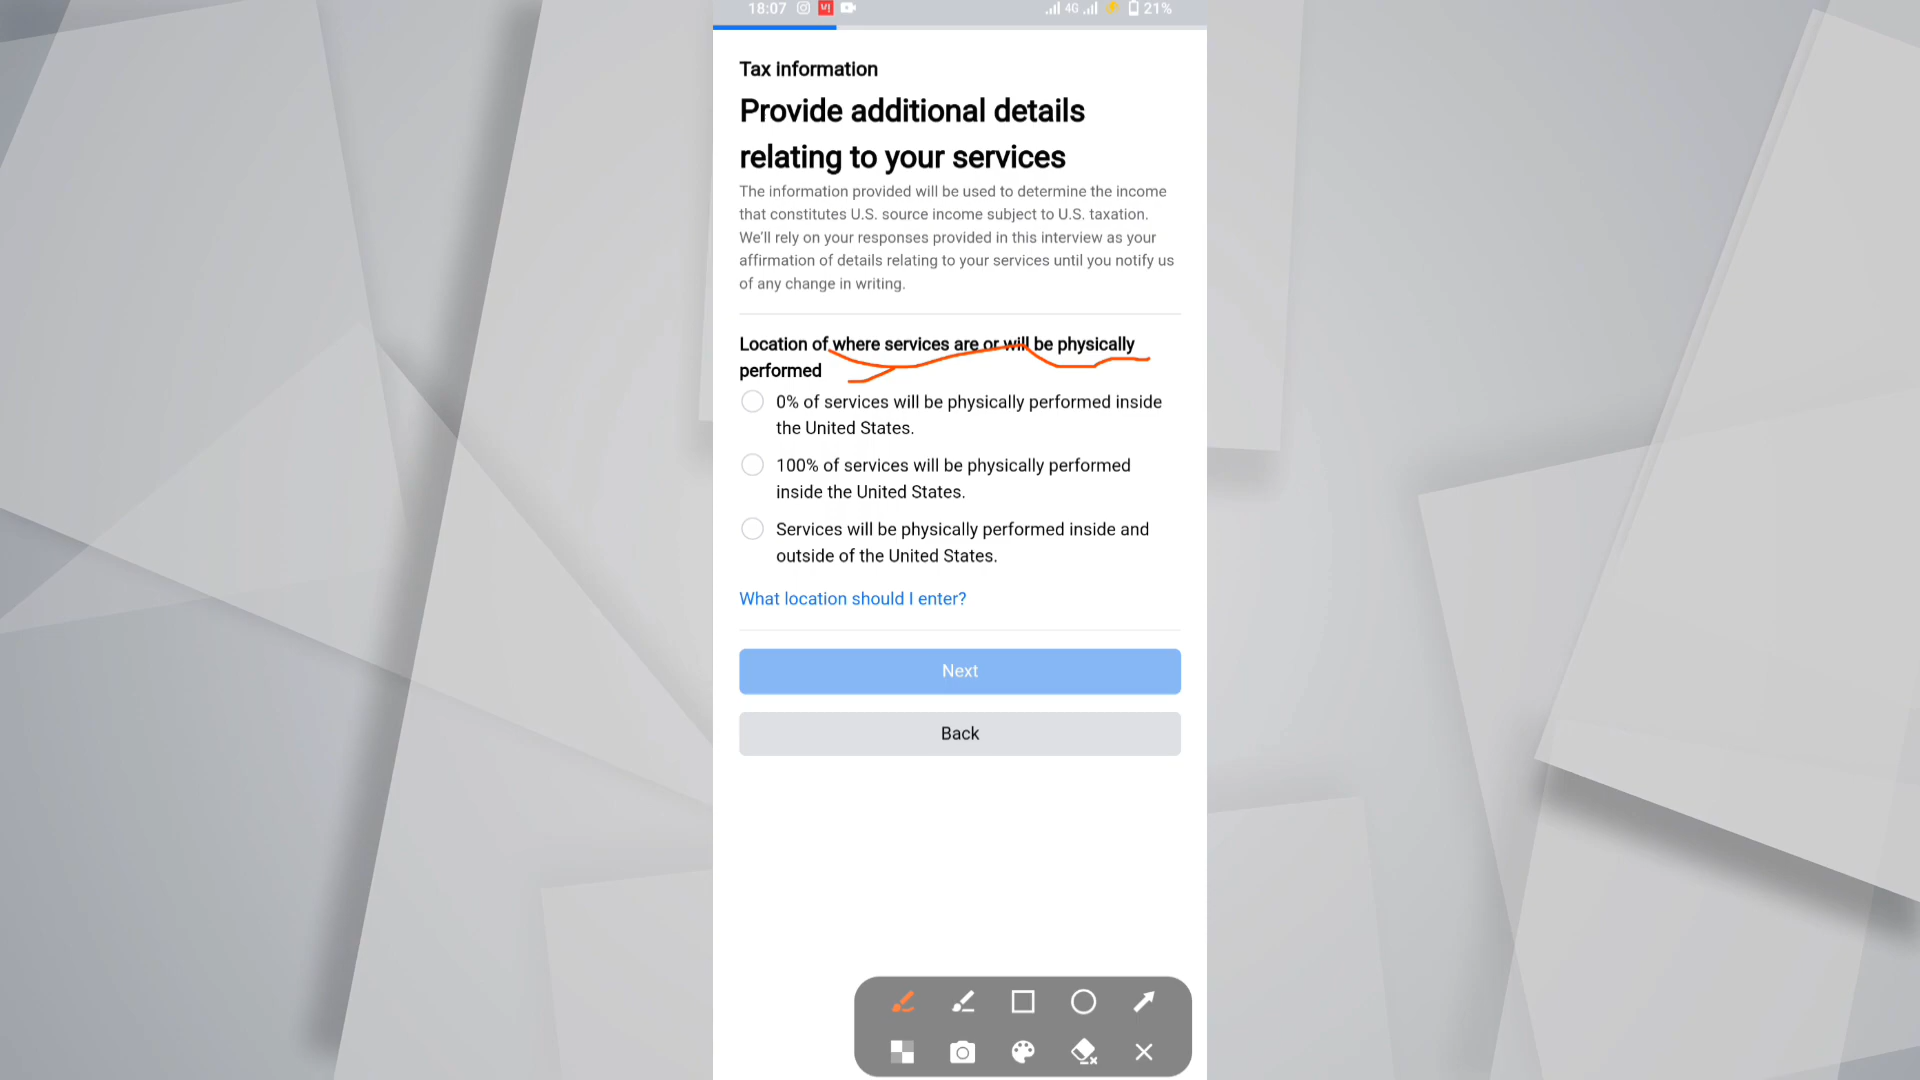 18:07 4G 21%
Tax information
Provide additional details
relating to your services
The information provided will be used to determine the income
that constitutes U.S. source income subject to U.S. taxation.
We'll rely on your responses provided in this interview as your
affirmation of details relating to your services until you notify us
of any change in writing.
Location of where services are or will be physically
performed
0% of services will be physically performed inside
the United States.
100% of services will be physically performed
inside the United States.
Services will be physically performed inside and
outside of the United States.
What location should I enter?
Next
Back